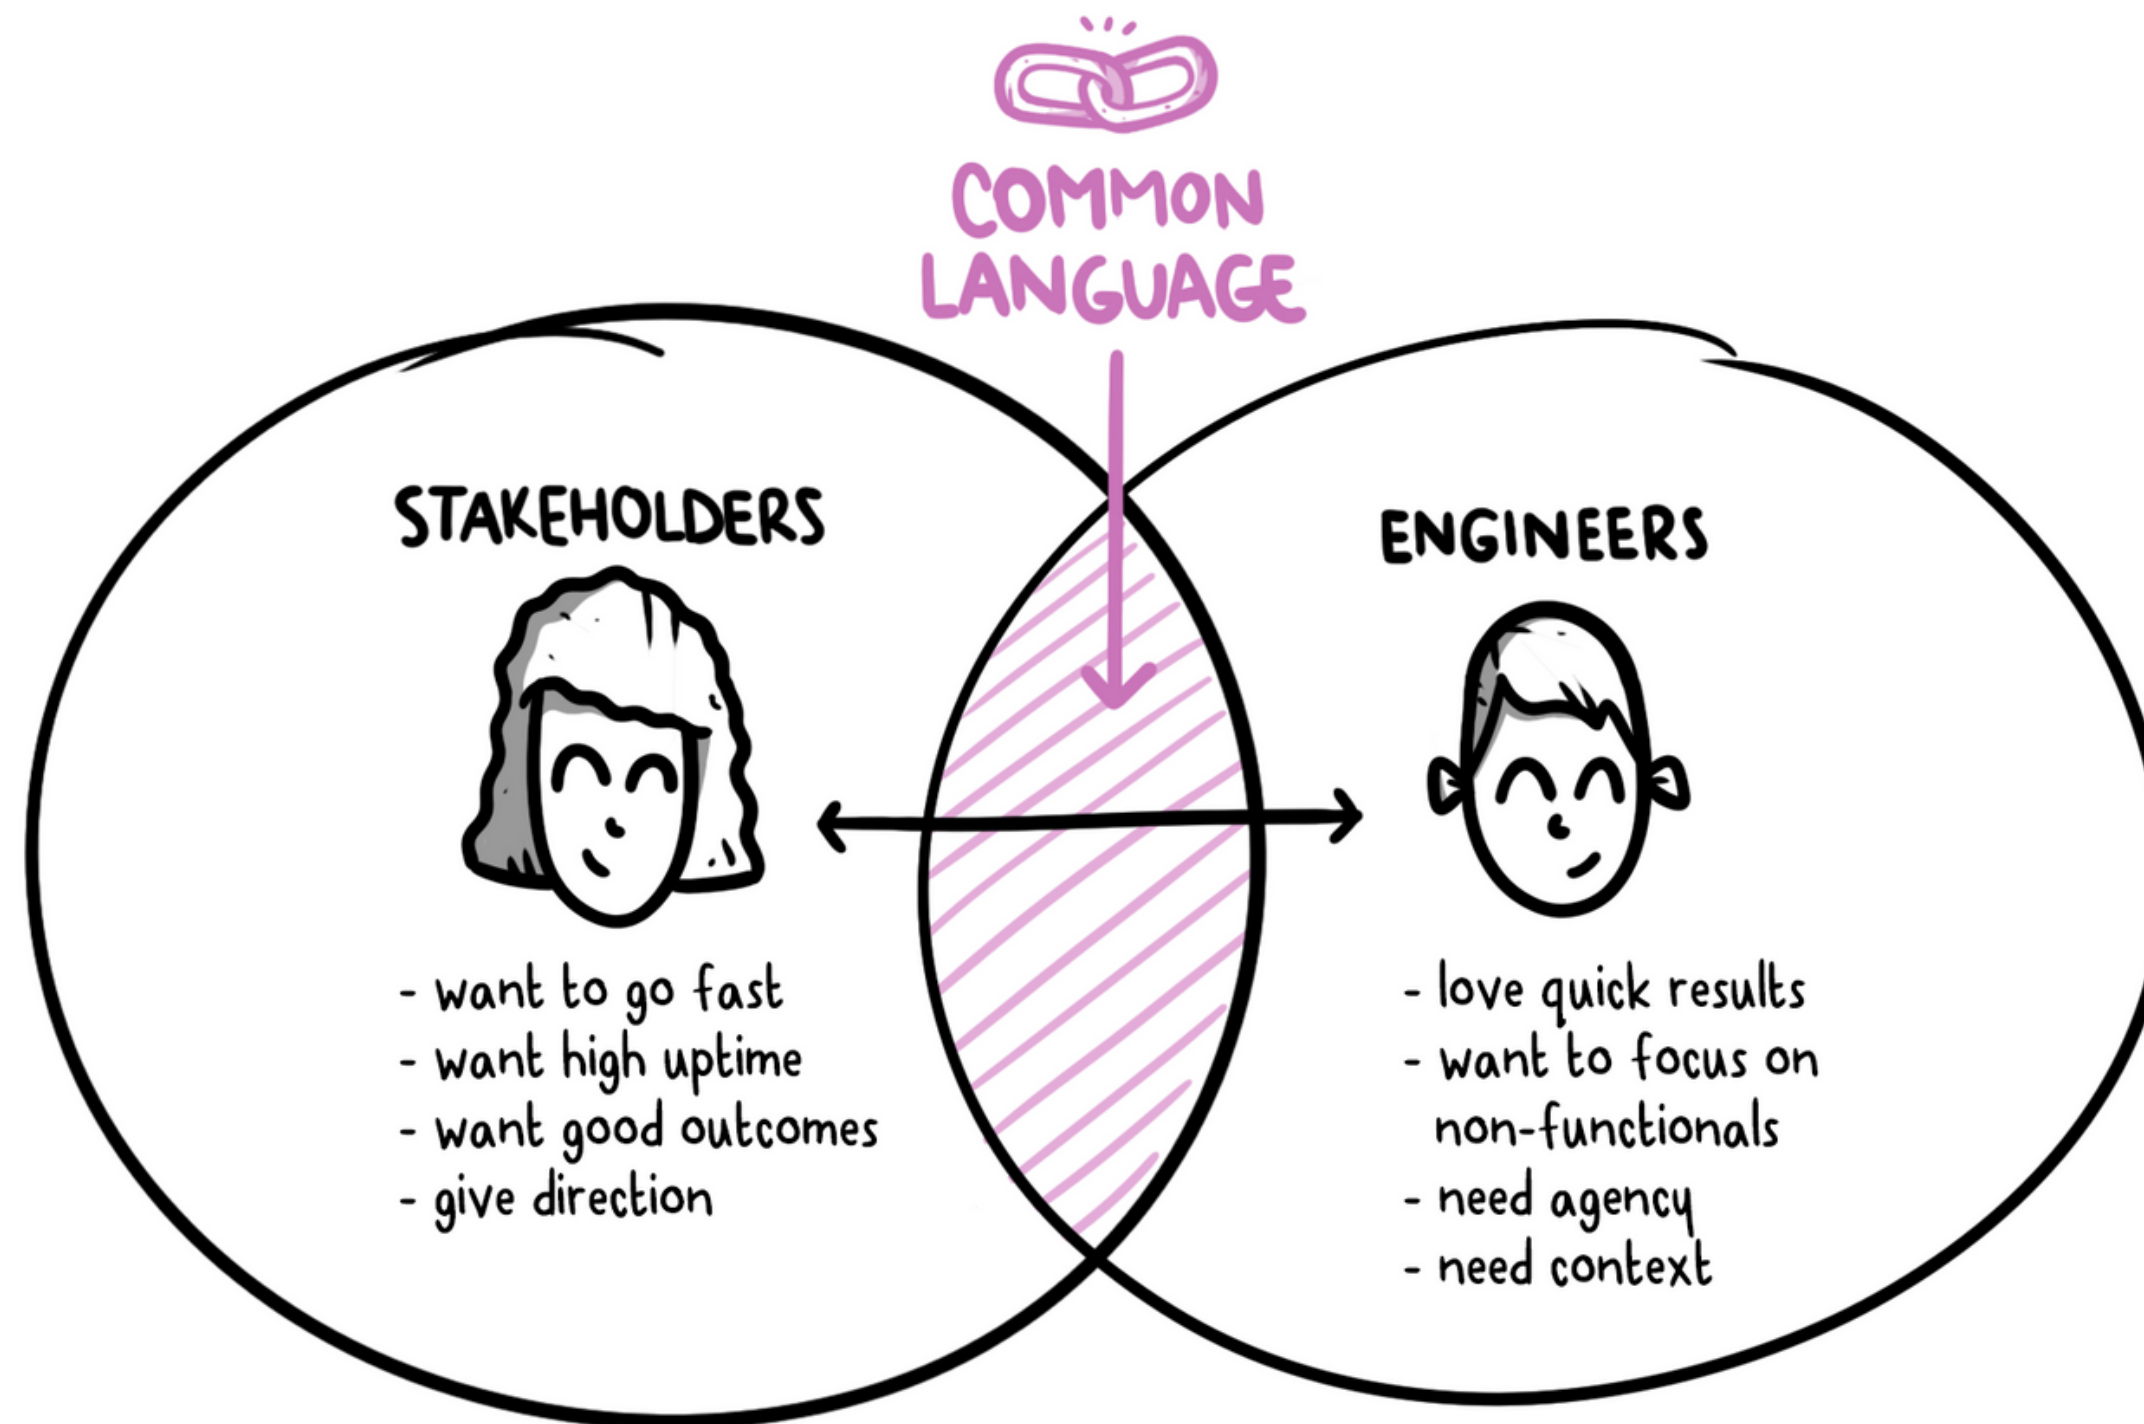 COMMON
LANGUAGE
STAKEHOLDERS
- want to go fast
- want high uptime
- want good outcomes
- give direction
ENGINEERS
- love quick results
- want to focus on
non-functionals
- need agency
- need context